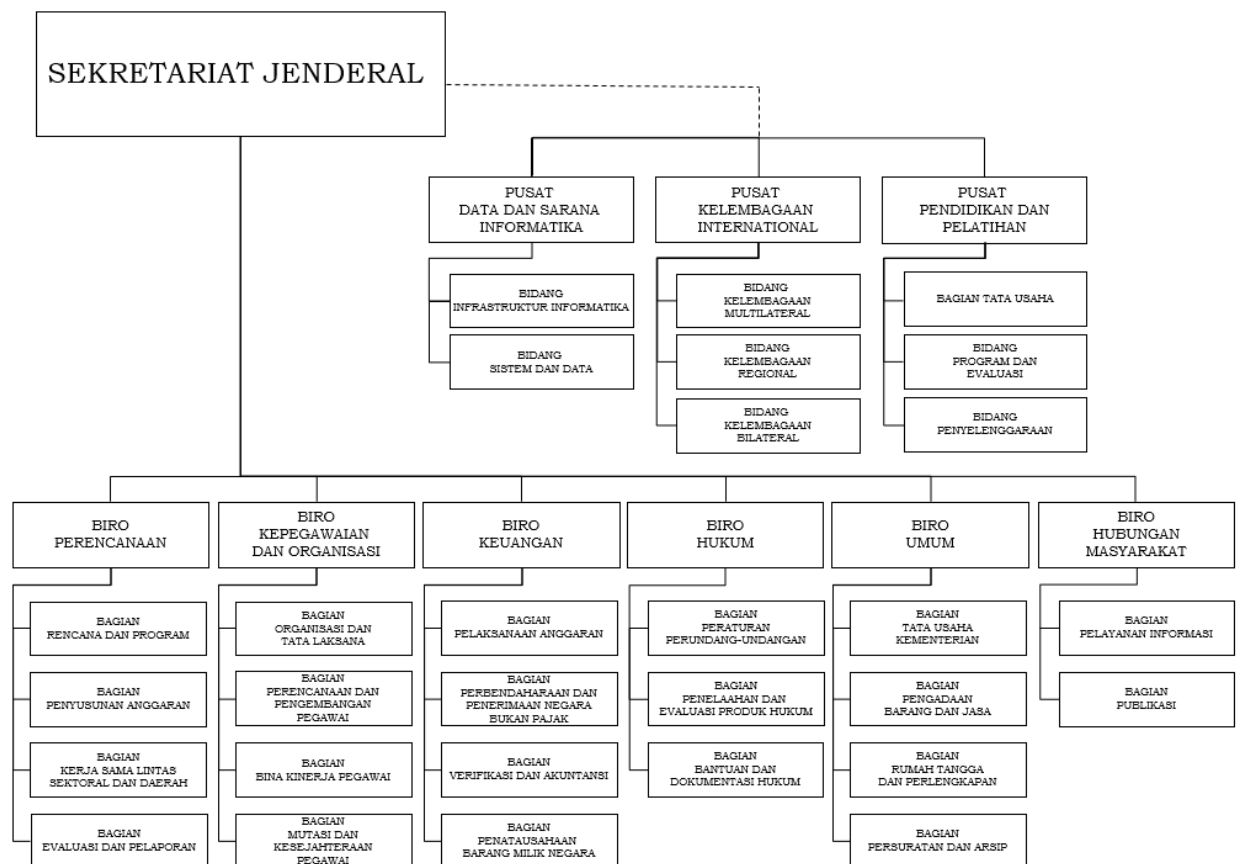 SEKRETARIAT JENDERAL
PUSAT
DATA DAN SARANA
INFORMATIKA
BIDANG
INFRASTRUKTUR INFORMATIKA
BIDANG
SISTEM DAN DATA
PUSAT
KELEMBAGAAN
INTERNATIONAL
BIDANG
KELEMBAGAAN
MULTILATERAL
BIDANG
KELEMBAGAAN
REGIONAL
BIDANG
KELEMBAGAAN
BILATERAL
PUSAT
PENDIDIKAN DAN
PELATIHAN
BAGIAN TATA USAHA
BIDANG
PROGRAM DAN
EVALUASI
BIDANG
PENYELENGGARAAN
BIRO
PERENCANAAN
BAGIAN
RENCANA DAN PROGRAM
BAGIAN
PENYUSUNAN ANGGARAN
BAGIAN
KERJA SAMA LINTAS
SEKTORAL DAN DAERAH
BAGIAN
EVALUASI DAN PELAPORAN
BIRO
KEPEGAWAIAN
DAN ORGANISASI
BAGIAN
ORGANISASI DAN
TATA LAKSANA
BAGIAN
PERENCANAAN DAN
PENGEMBANGAN
PEGAWAI
BAGIAN
BINA KINERJA PEGAWAI
BAGIAN
MUTASI DAN
KESEJAHTERAAN
PEGAWAI
BIRO
KEUANGAN
BAGIAN
PELAKSANAAN ANGGARAN
BAGIAN
PERBENDAHARAAN DAN
PENERIMAAN NEGARA
BUKAN PAJAK
BAGIAN
VERIFIKASI DAN AKUNTANSI
BAGIAN
PENATAUSAHAAN
BARANG MILIK NEGARA
BIRO
HUKUM
BAGIAN
PERATURAN
PERUNDANG-UNDANGAN
BAGIAN
PENELAAHAN DAN
EVALUASI PRODUK HUKUM
BAGIAN
BANTUAN DAN
DOKUMENTASI HUKUM
BIRO
UMUM
BAGIAN
TATA USAHA
KEMENTERIAN
BAGIAN
PENGADAAN
BARANG DAN JASA
BAGIAN
RUMAH TANGGA
DAN PERLENGKAPAN
BAGIAN
PERSURATAN DAN ARSIP
BIRO
HUBUNGAN
MASYARAKAT
BAGIAN
PELAYANAN INFORMASI
BAGIAN
PUBLIKASI